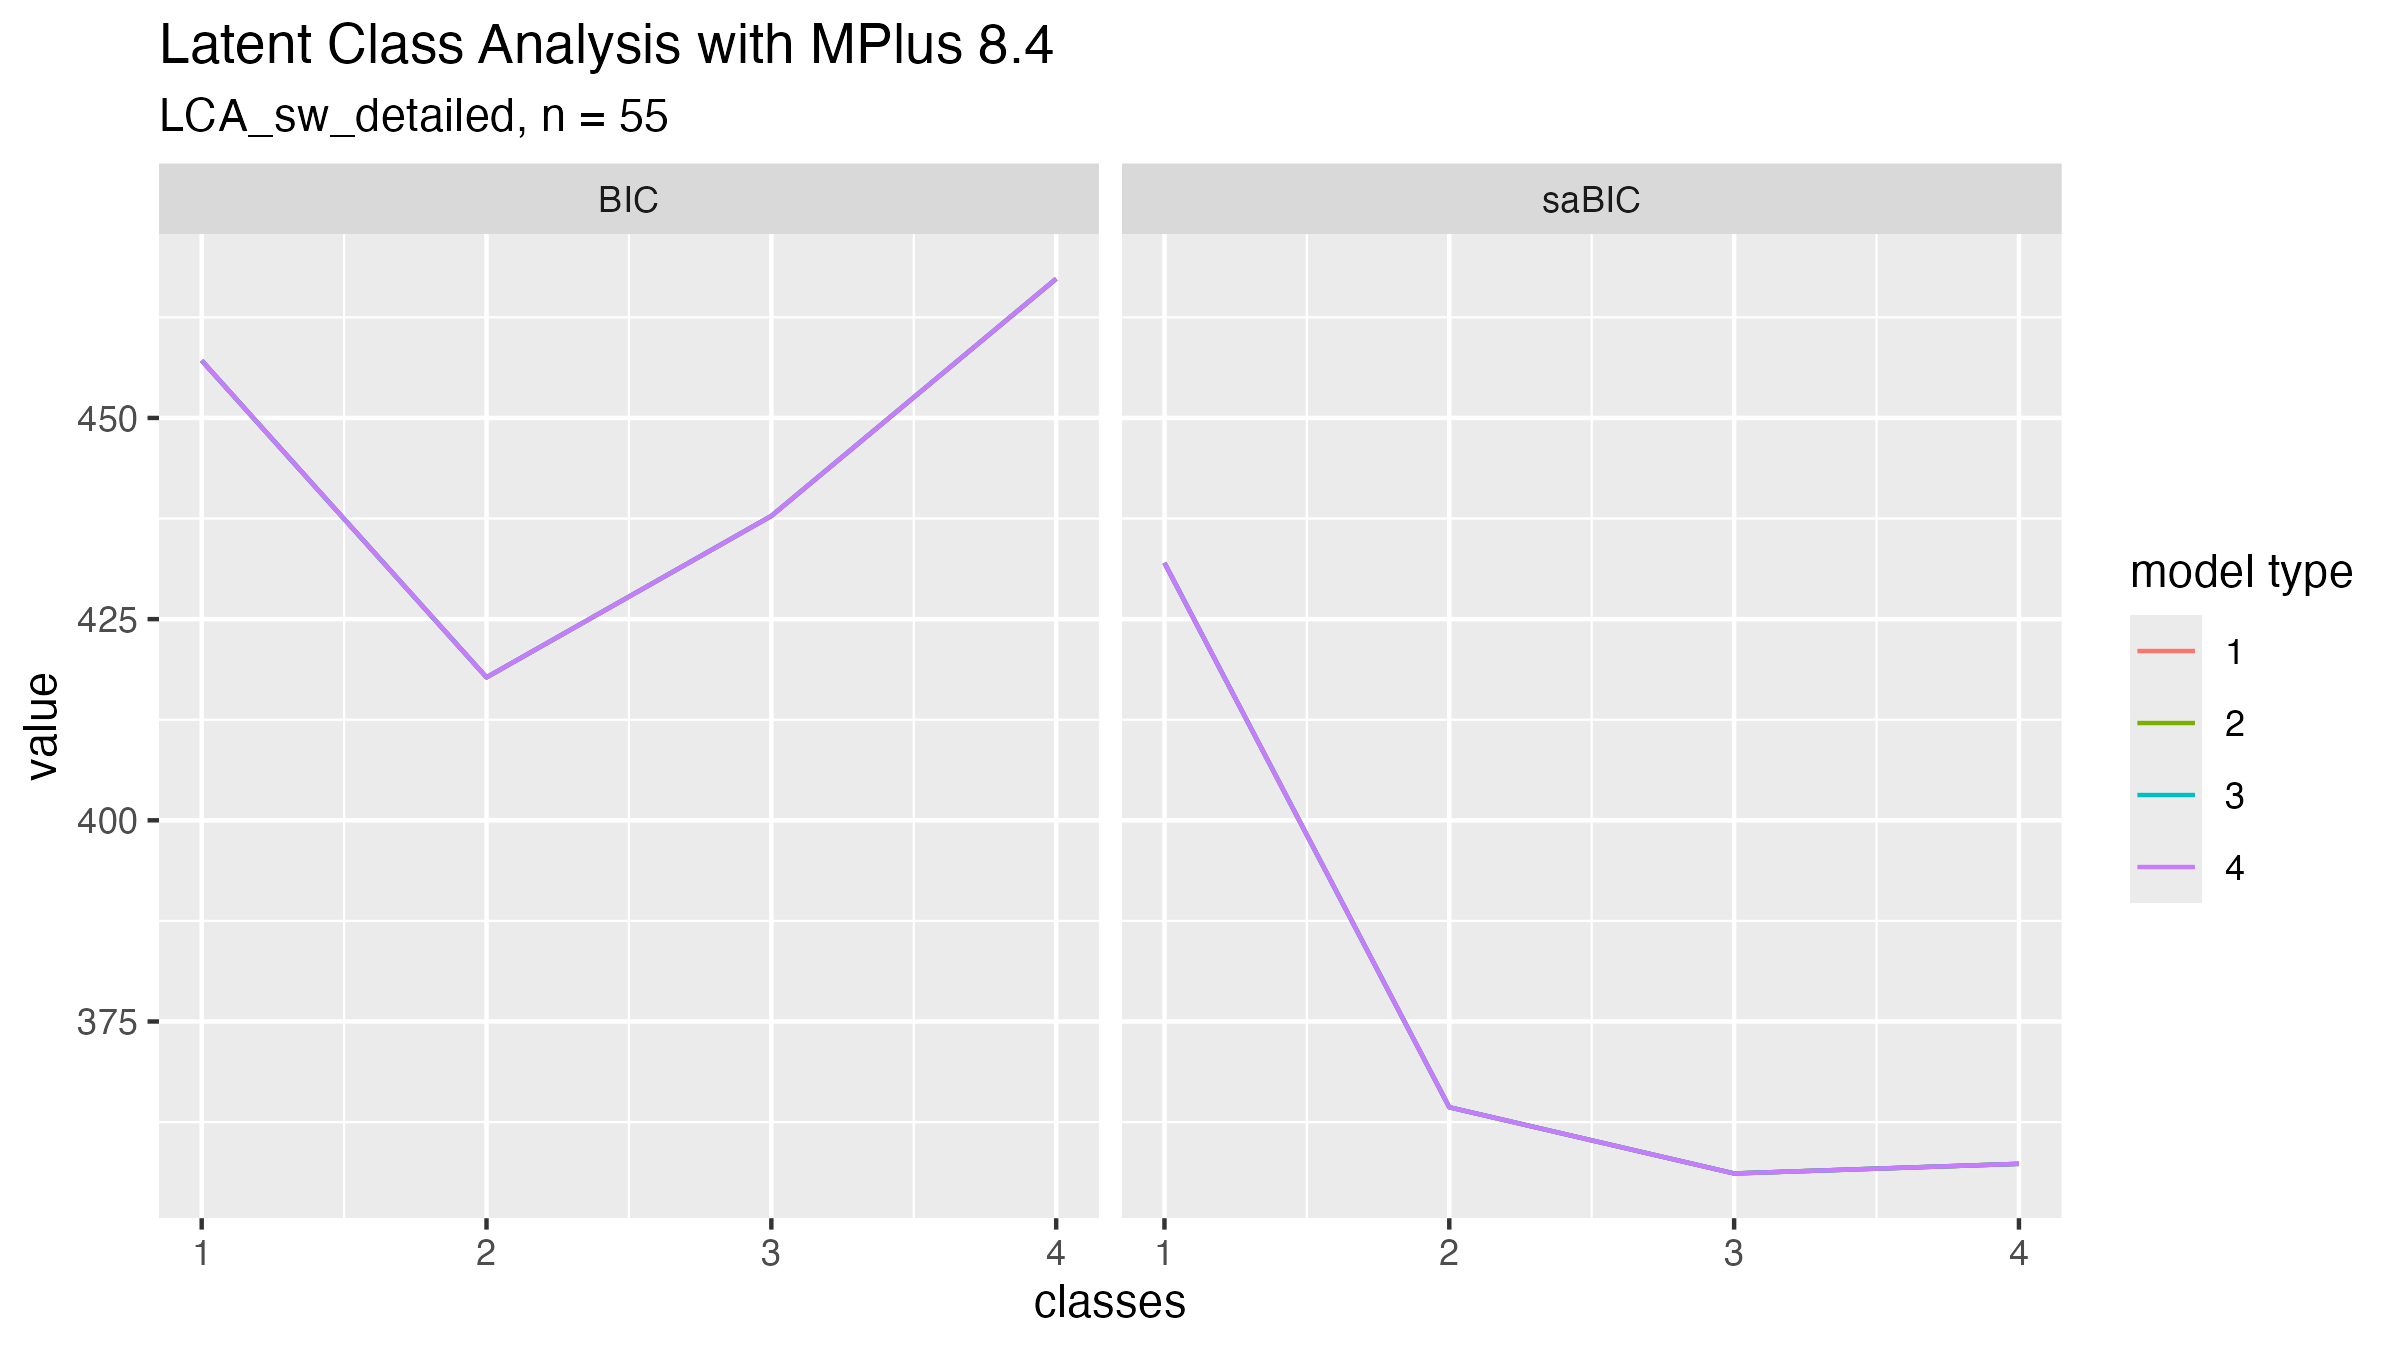 Latent Class Analysis with MPlus 8.4
LCA_sw_detailed, n = 55
BIC
saBIC
value
450
425
400
375
1 2 3 4
1 2 3 4
classes
model type
1
2
3
4